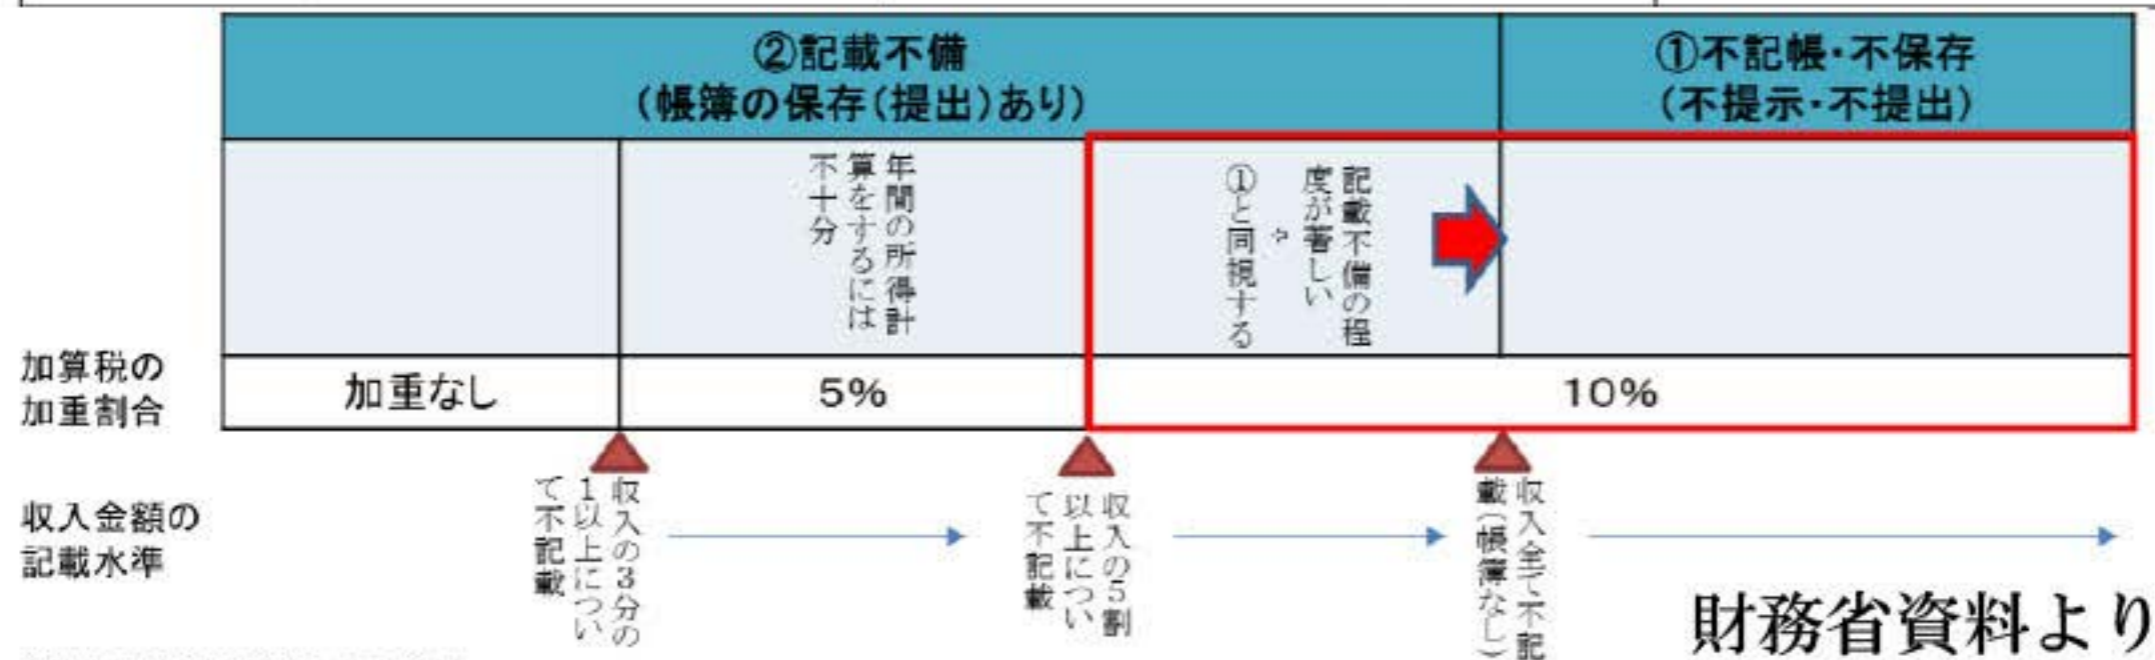 ②記載不備
(帳簿の保存(提出)あり)
①不記帳・不保存
(不提示・不提出)
年間の所得計
算をするには
不十分
記載不備の程
度が著しい
⇩
①と同視する
加算税の
加重割合
加重なし
5%
10%
収入金額の
記載水準
収入の3分の
1以上につい
て不記載
収入の5割
以上につい
て不記載
収入全て不記
載(帳簿なし)
財務省資料より